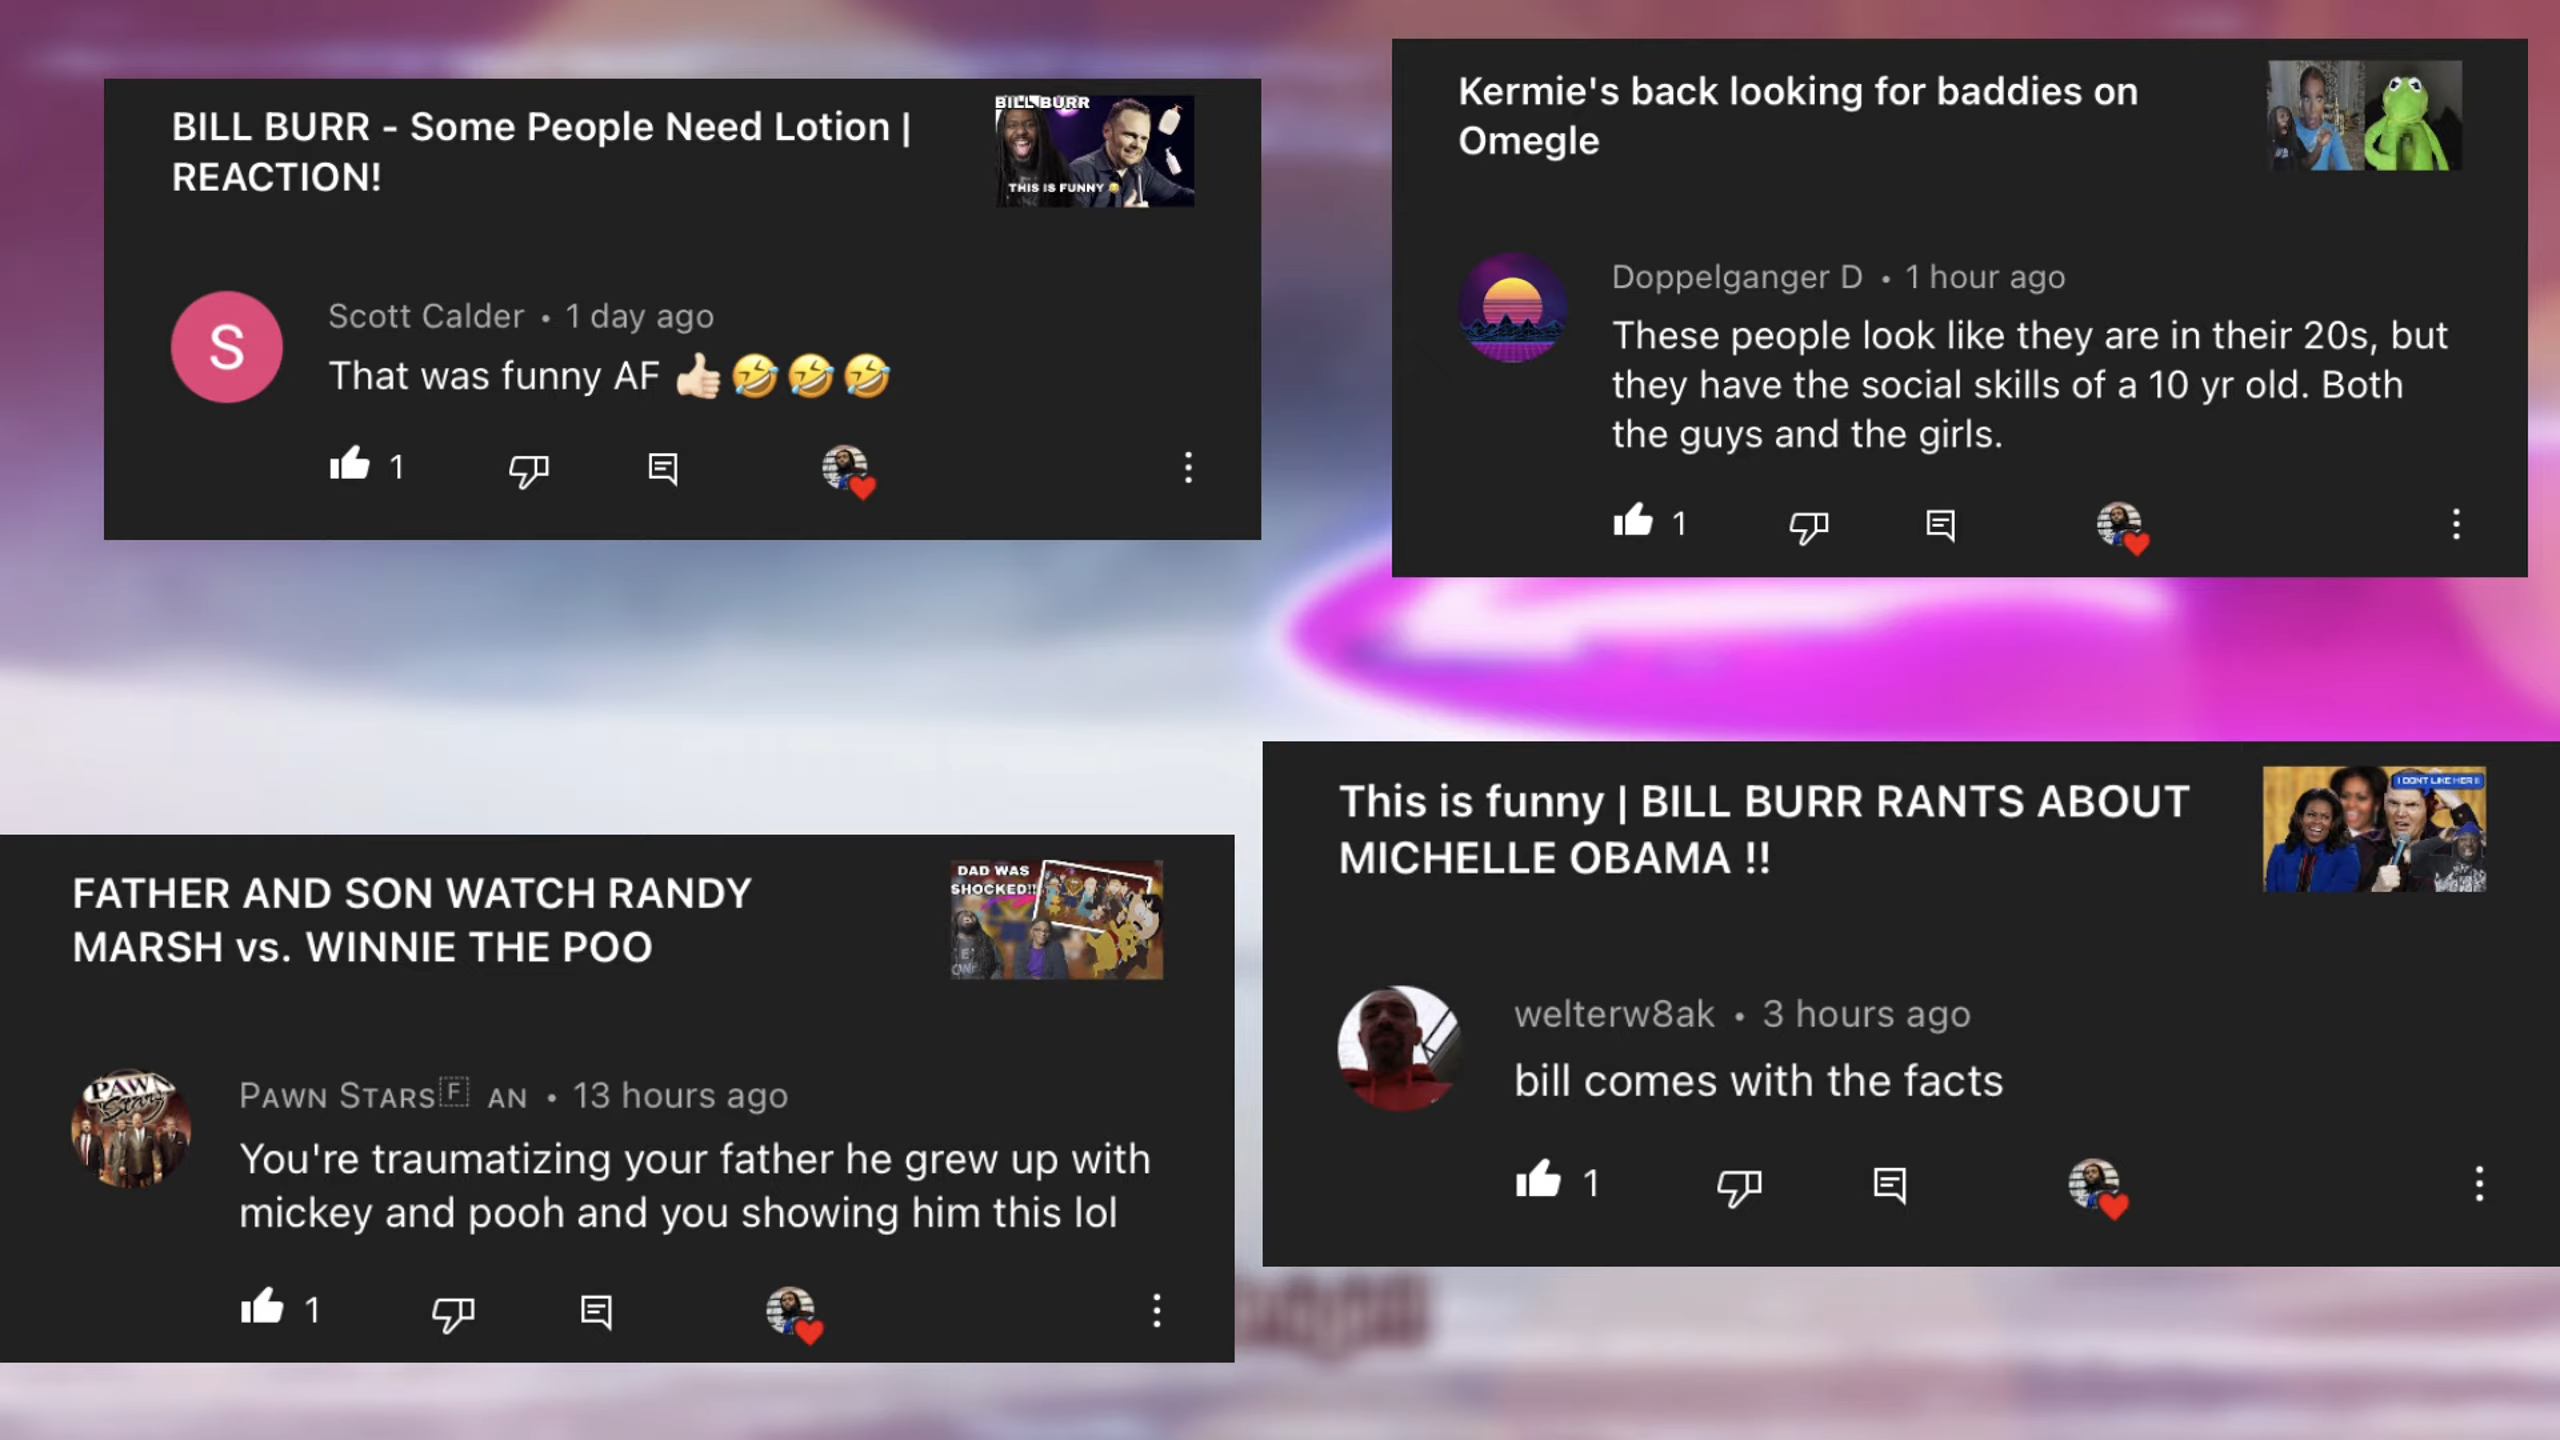 BILL BURR - Some People Need Lotion |
REACTION!
BILL BURR
THIS IS FUNNY 😂
S
Scott Calder • 1 day ago
That was funny AF 👍🏻🤣🤣🤣
1
Kermie's back looking for baddies on
Omegle
Doppelganger D • 1 hour ago
These people look like they are in their 20s, but
they have the social skills of a 10 yr old. Both
the guys and the girls.
1
FATHER AND SON WATCH RANDY
MARSH vs. WINNIE THE POO
DAD WAS
SHOCKED!!
PAWN
Stars
Pᴀᴡɴ Sᴛᴀʀs🇫 ᴀɴ • 13 hours ago
You're traumatizing your father he grew up with
mickey and pooh and you showing him this lol
1
This is funny | BILL BURR RANTS ABOUT
MICHELLE OBAMA !!
I DONT LIKE HER !!
welterw8ak • 3 hours ago
bill comes with the facts
1